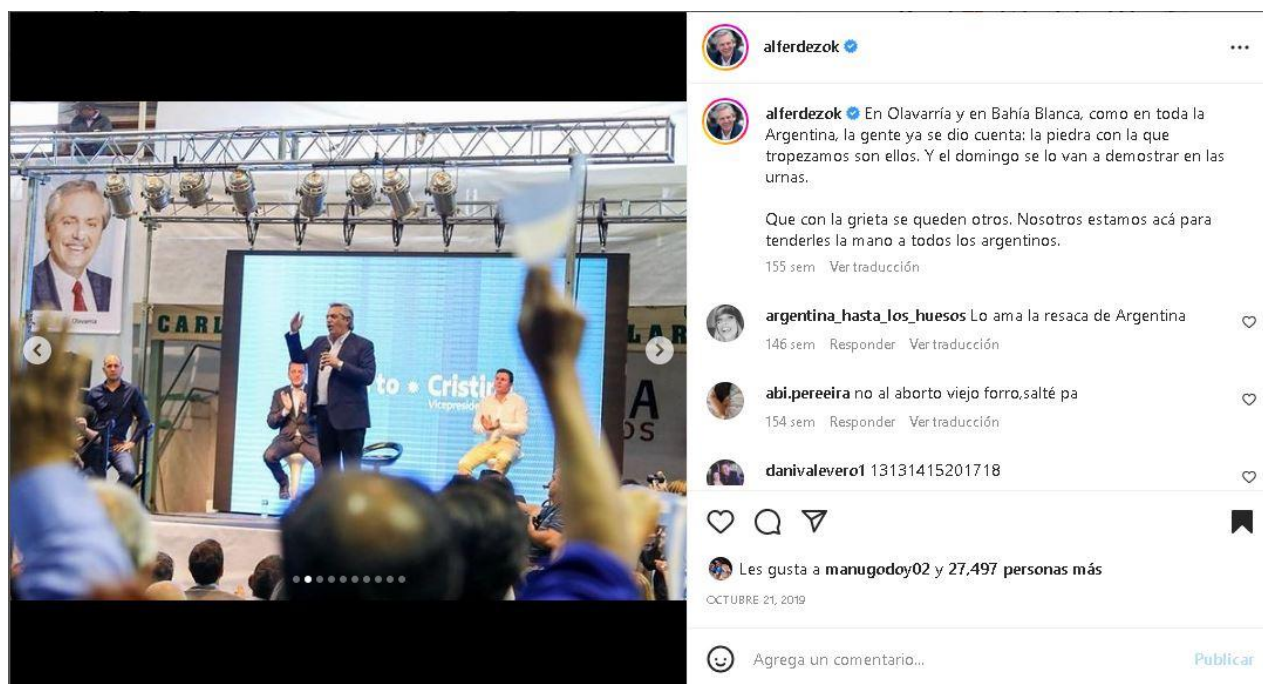 alferdezok
alferdezok En Olavarría y en Bahía Blanca, como en toda la
Argentina, la gente ya se dio cuenta: la piedra con la que
tropezamos son ellos. Y el domingo se lo van a demostrar en las
urnas.
Que con la grieta se queden otros. Nosotros estamos acá para
tenderles la mano a todos los argentinos.
155 sem Ver traducción
argentina_hasta_los_huesos Lo ama la resaca de Argentina
146 sem Responder Ver traducción
abi.pereeira no al aborto viejo forro,salté pa
154 sem Responder Ver traducción
danivalevero1 13131415201718
Les gusta a manugodoy02 y 27,497 personas más
OCTUBRE 21, 2019
Agrega un comentario...
Publicar
Olavarría
CARL
LAR
to • Cristin
Vicepreside
A
OS